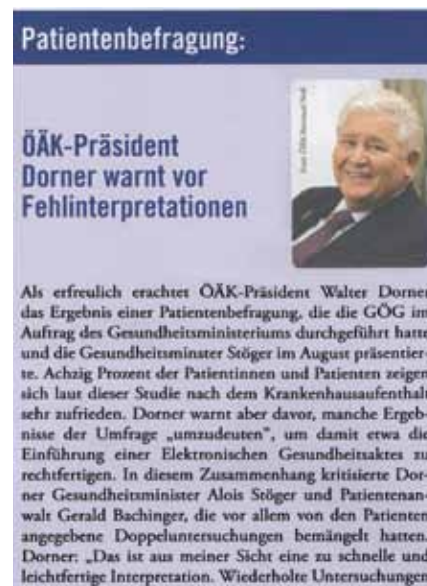 Patientenbefragung:
ÖÄK-Präsident
Dorner warnt vor
Fehlinterpretationen
Als erfreulich erachtet ÖÄK-Präsident Walter Dorner
das Ergebnis einer Patientenbefragung, die die GÖG im
Auftrag des Gesundheitsministeriums durchgeführt hatte
und die Gesundheitsminster Stöger im August präsentier-
te. Achzig Prozent der Patientinnen und Patienten zeigen
sich laut dieser Studie nach dem Krankenhausaufenthalt
sehr zufrieden. Dorner warnt aber davor, manche Ergeb-
nisse der Umfrage „umzudeuten", um damit etwa die
Einführung einer Elektronischen Gesundheitsaktes zu
rechtfertigen. In diesem Zusammenhang kritisierte Dor-
ner Gesundheitsminister Alois Stöger und Patientenan-
walt Gerald Bachinger, die vor allem von den Patienten
angegebene Doppeluntersuchungen bemängelt hatten.
Dorner: „Das ist aus meiner Sicht eine zu schnelle und
leichtfertige Interpretation. Wiederholte Untersuchungen